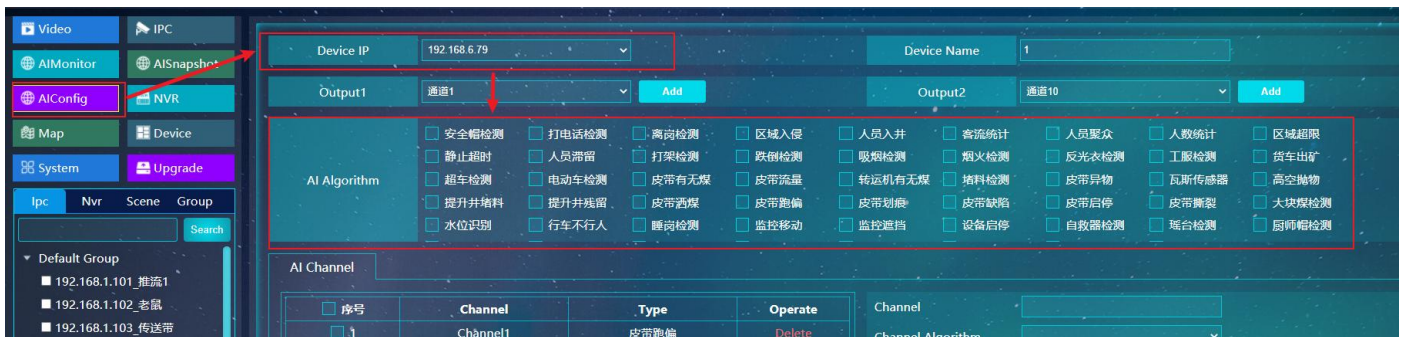 Video IPC
AIMonitor AISnapshot
AIConfig NVR
Map Device
System Upgrade
Ipc Nvr Scene Group
Search
Default Group
192.168.1.101_推流1
192.168.1.102_老鼠
192.168.1.103_传送带
Device IP 192.168.6.79 Device Name 1
Output1 通道1 Add Output2 通道10 Add
AI Algorithm
安全帽检测 打电话检测 离岗检测 区域入侵 人员入井 客流统计 人员聚众 人数统计 区域超限
静止超时 人员滞留 打架检测 跌倒检测 吸烟检测 烟火检测 反光衣检测 工服检测 货车出矿
超车检测 电动车检测 皮带有无煤 皮带流量 转运机有无煤 堵料检测 皮带异物 瓦斯传感器 高空抛物
提升井堵料 提升井残留 皮带洒煤 皮带跑偏 皮带划痕 皮带缺陷 皮带启停 皮带撕裂 大块煤检测
水位识别 行车不行人 睡岗检测 监控移动 监控遮挡 设备启停 自救器检测 瑶台检测 厨师帽检测
AI Channel
序号 Channel Type Operate
1 Channel1 皮带跑偏 Delete
Channel
Channel Algorithm